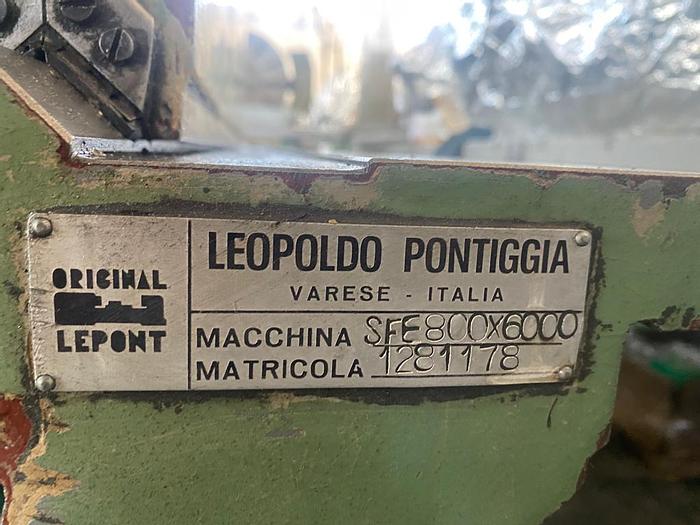 ORIGINAL
LEPONT
LEOPOLDO PONTIGGIA
VARESE - ITALIA
MACCHINA SFE800X6000
MATRICOLA 1281178